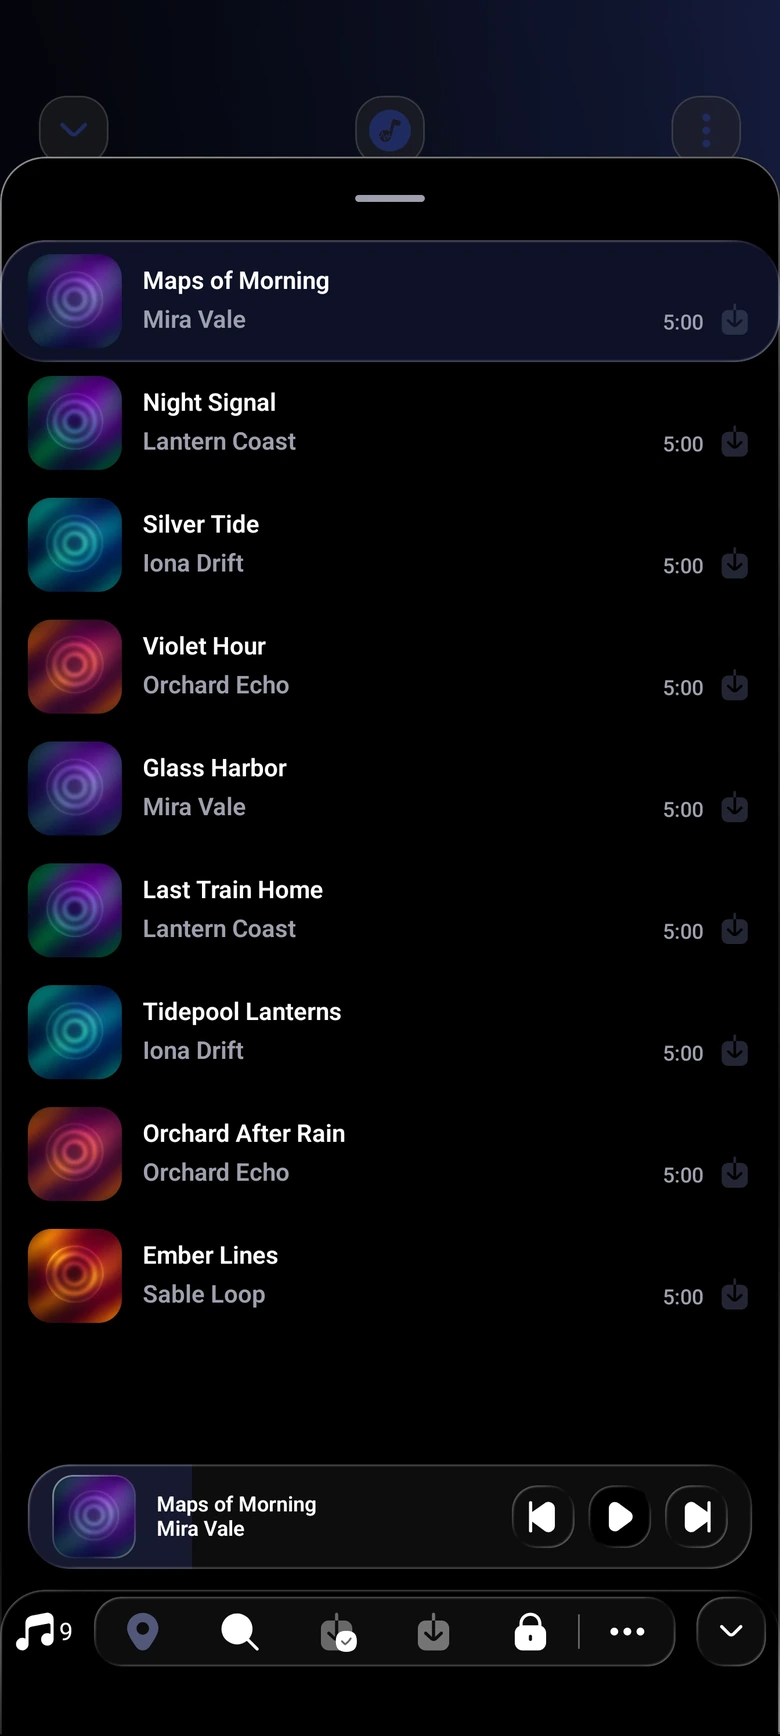 Maps of Morning
Mira Vale
5:00
Night Signal
Lantern Coast
5:00
Silver Tide
Iona Drift
5:00
Violet Hour
Orchard Echo
5:00
Glass Harbor
Mira Vale
5:00
Last Train Home
Lantern Coast
5:00
Tidepool Lanterns
Iona Drift
5:00
Orchard After Rain
Orchard Echo
5:00
Ember Lines
Sable Loop
5:00
Maps of Morning
Mira Vale
9